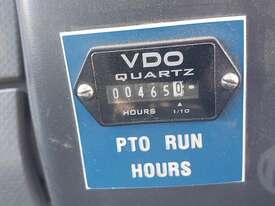 VDO
QUARTZ
004650
HOURS 1/10
PTO RUN
HOURS